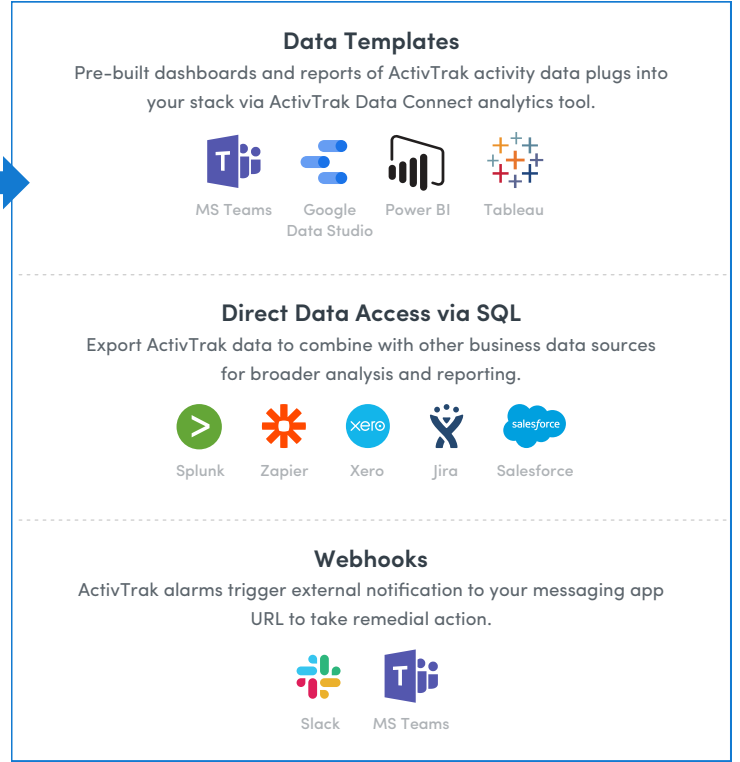 Data Templates
Pre-built dashboards and reports of ActivTrak activity data plugs into
your stack via ActivTrak Data Connect analytics tool.
T
MS Teams Google Power BI Tableau
Data Studio
Direct Data Access via SQL
Export ActivTrak data to combine with other business data sources
for broader analysis and reporting.
> xero salesforce
Splunk Zapier Xero Jira Salesforce
Webhooks
ActivTrak alarms trigger external notification to your messaging app
URL to take remedial action.
T
Slack MS Teams